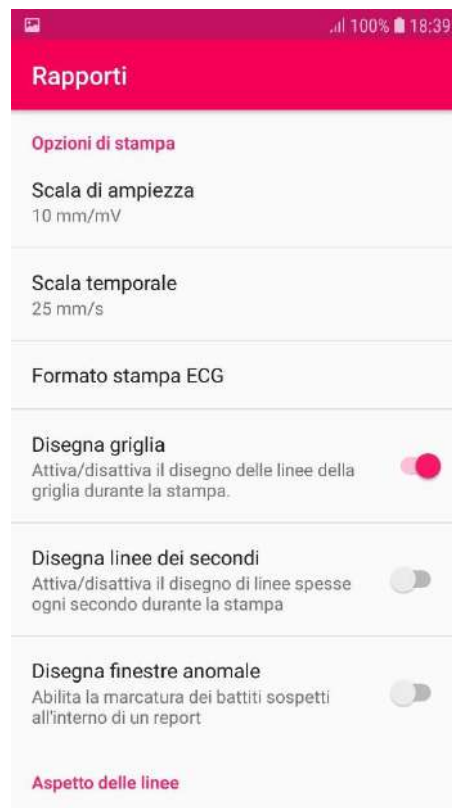 100% 18:39
Rapporti
Opzioni di stampa
Scala di ampiezza
10 mm/mV
Scala temporale
25 mm/s
Formato stampa ECG
Disegna griglia
Attiva/disattiva il disegno delle linee della
griglia durante la stampa.
Disegna linee dei secondi
Attiva/disattiva il disegno di linee spesse
ogni secondo durante la stampa
Disegna finestre anomale
Abilita la marcatura dei battiti sospetti
all'interno di un report
Aspetto delle linee